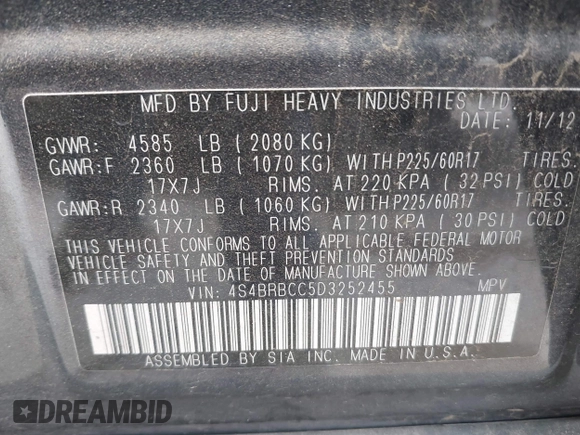 MFD BY FUJI HEAVY INDUSTRIES LTD.
DATE: 11/12
GVWR: 4585 LB ( 2080 KG)
GAWR:F 2360 LB ( 1070 KG) WITHP225/60R17 TIRES.
17X7J RIMS. AT 220 KPA ( 32 PSI) COLD
GAWR:R 2340 LB ( 1060 KG) WITHP225/60R17 TIRES.
17X7J RIMS. AT 210 KPA ( 30 PSI) COLD
THIS VEHICLE CONFORMS TO ALL APPLICABLE FEDERAL MOTOR
VEHICLE SAFETY AND THEFT PREVENTION STANDARDS
IN EFFECT ON THE DATE OF MANUFACTURE SHOWN ABOVE.
VIN: 4S4BRBCC5D3252455 MPV
ASSEMBLED BY SIA INC. MADE IN U.S.A.
DREAMBID